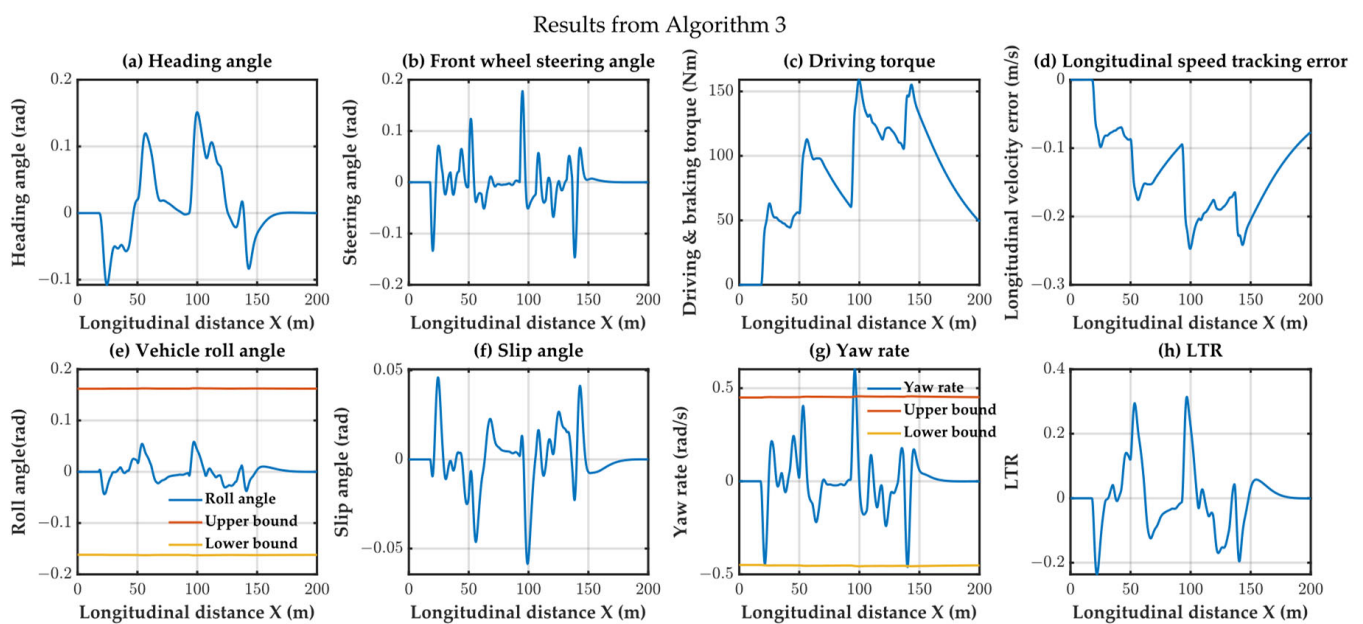 Results from Algorithm 3
(a) Heading angle
0.2
0.1
0
−0.1
0
50
100
150
200
Heading angle (rad)
Longitudinal distance X (m)
(b) Front wheel steering angle
0.2
0.1
0
−0.1
−0.2
0
50
100
150
200
Steering angle (rad)
Longitudinal distance X (m)
(c) Driving torque
150
100
50
0
0
50
100
150
200
Driving & braking torque (Nm)
Longitudinal distance X (m)
(d) Longitudinal speed tracking error
0
−0.1
−0.2
−0.3
0
50
100
150
200
Longitudinal velocity error (m/s)
Longitudinal distance X (m)
(e) Vehicle roll angle
0.2
0.1
0
−0.1
−0.2
0
50
100
150
200
Roll angle(rad)
Roll angle
Upper bound
Lower bound
Longitudinal distance X (m)
(f) Slip angle
0.05
0
−0.05
0
50
100
150
200
Slip angle (rad)
Longitudinal distance X (m)
(g) Yaw rate
0.5
0
−0.5
0
50
100
150
200
Yaw rate (rad/s)
Yaw rate
Upper bound
Lower bound
Longitudinal distance X (m)
(h) LTR
0.4
0.2
0
−0.2
0
50
100
150
200
LTR
Longitudinal distance X (m)